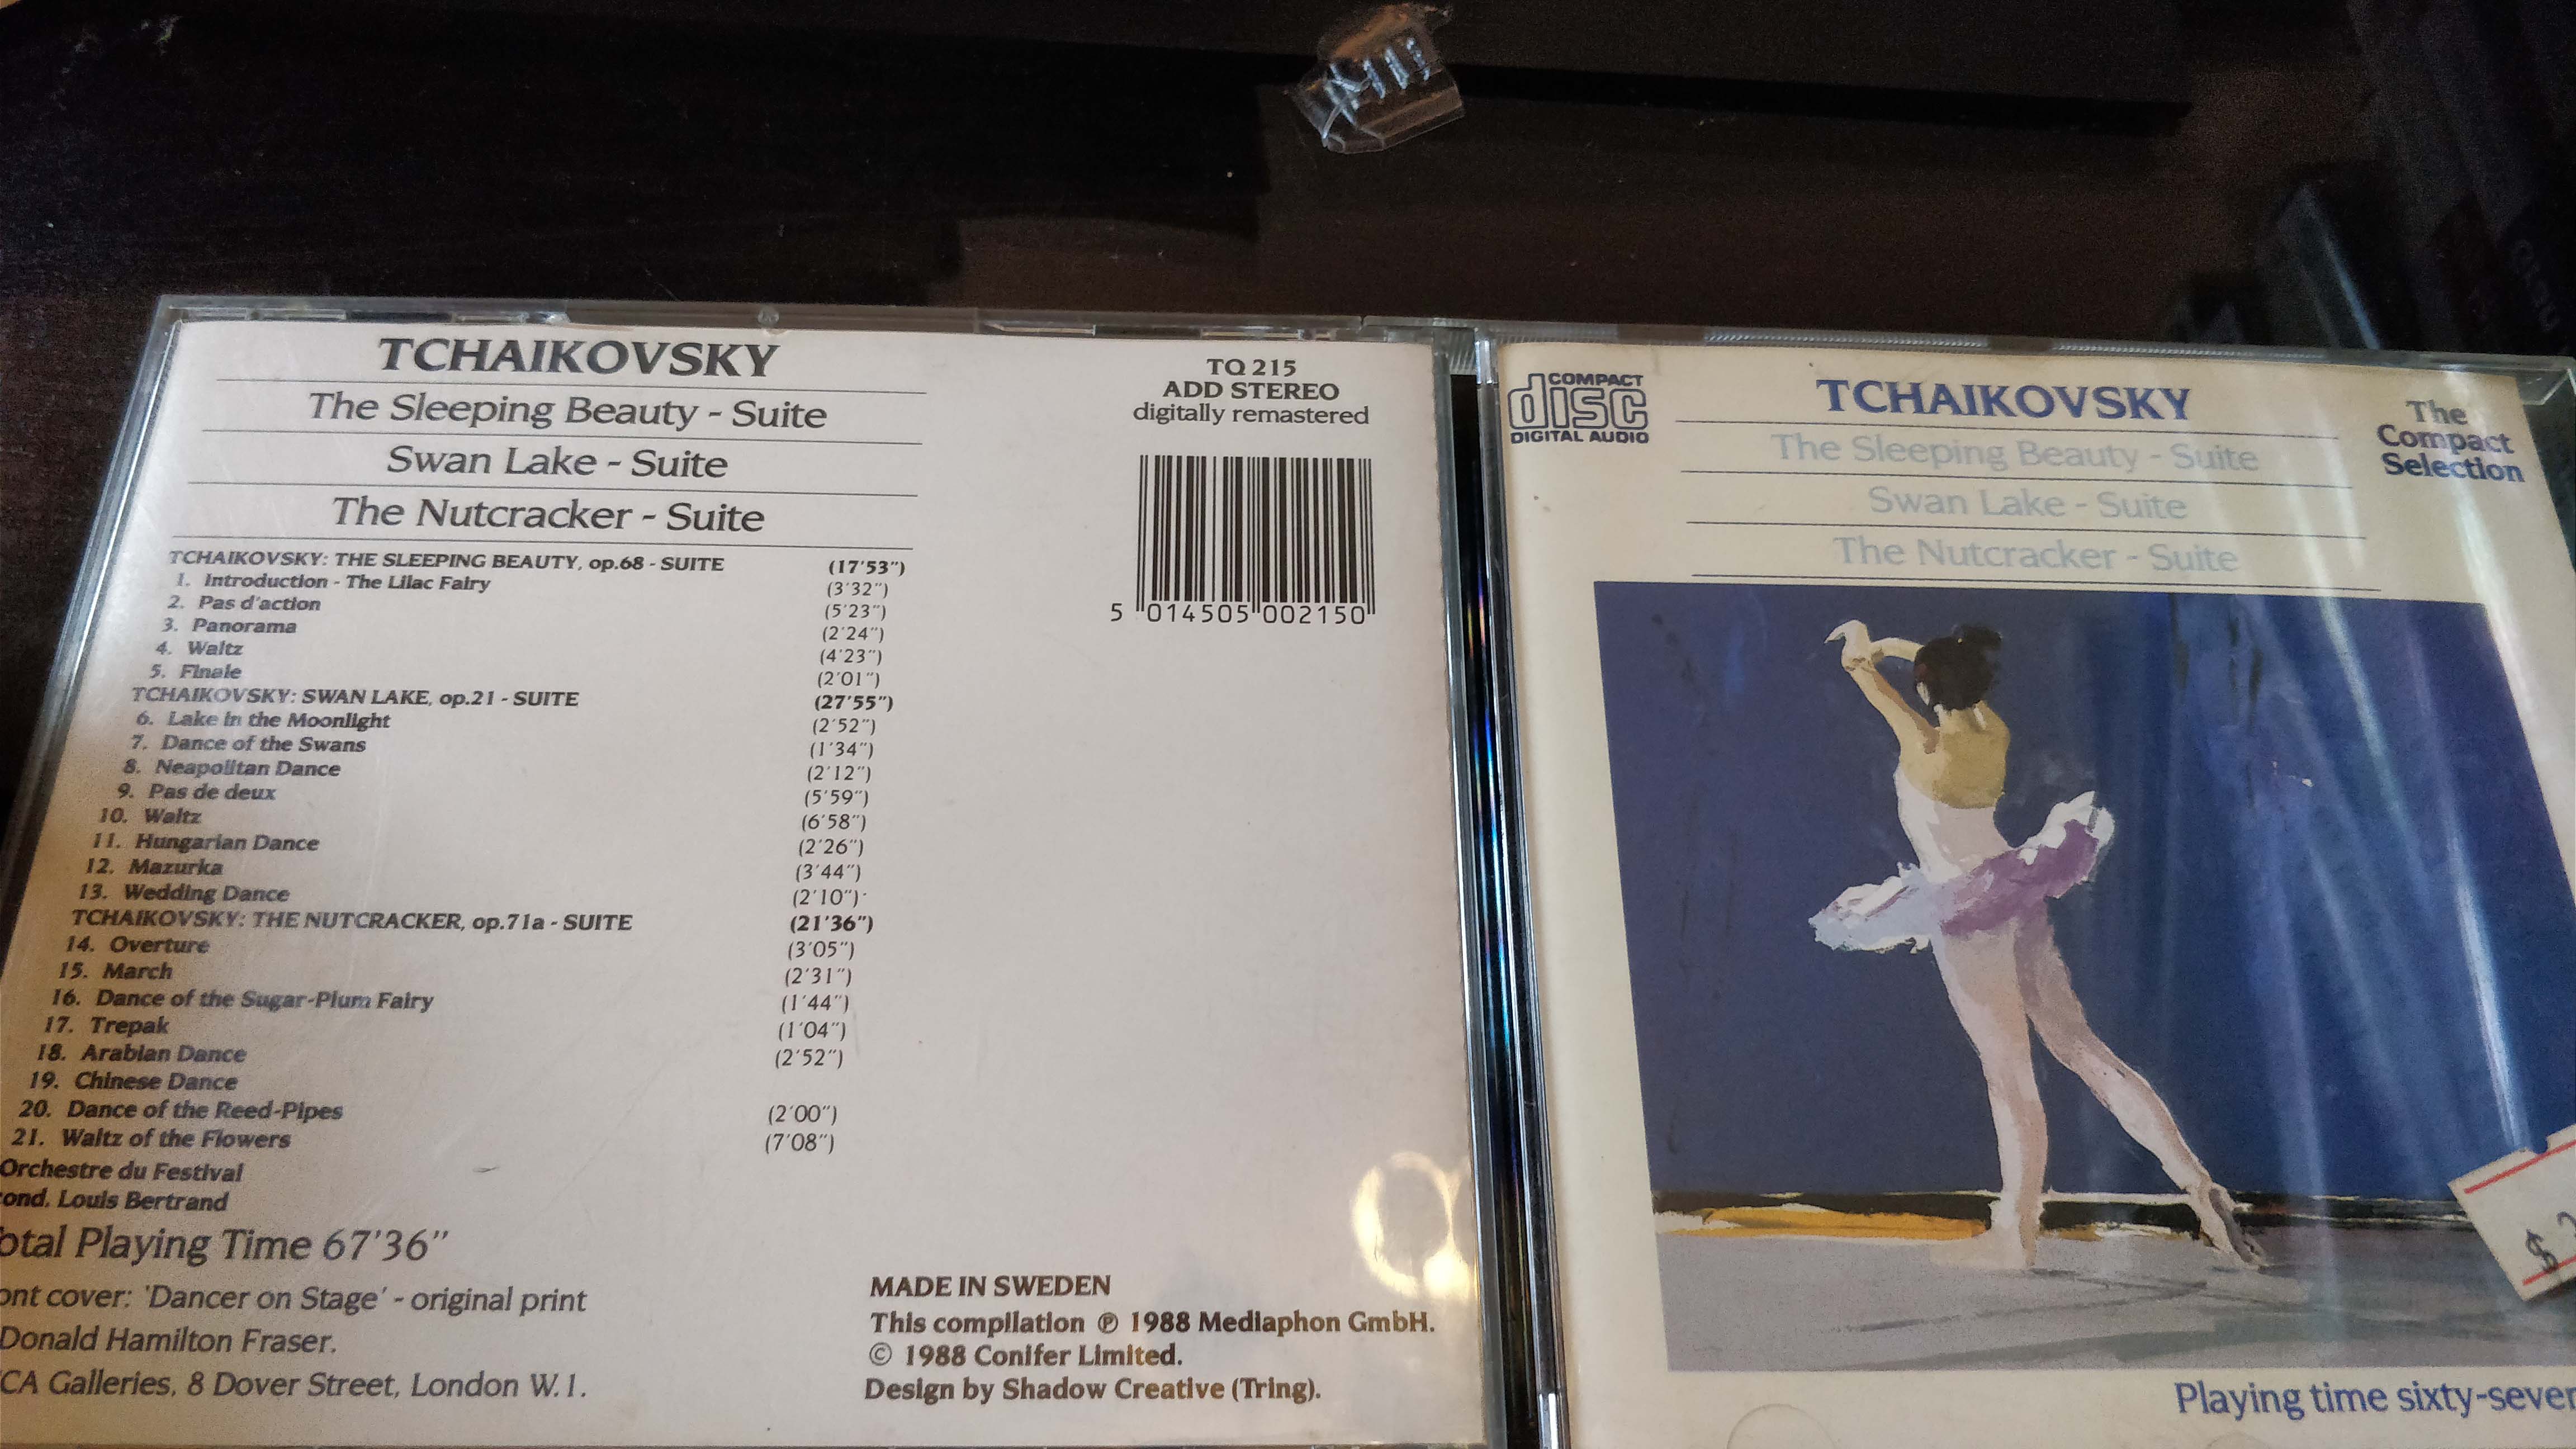 TCHAIKOVSKY
The Sleeping Beauty - Suite
Swan Lake - Suite
The Nutcracker - Suite
TCHAIKOVSKY: THE SLEEPING BEAUTY, op.68 - SUITE (17'53")
1. Introduction - The Lilac Fairy (3'32")
2. Pas d'action (5'23")
3. Panorama (2'24")
4. Waltz (4'23")
5. Finale (2'01")
TCHAIKOVSKY: SWAN LAKE, op.21 - SUITE (27'55")
6. Lake in the Moonlight (2'52")
7. Dance of the Swans (1'34")
8. Neapolitan Dance (2'12")
9. Pas de deux (5'59")
10. Waltz (6'58")
11. Hungarian Dance (2'26")
12. Mazurka (3'44")
13. Wedding Dance (2'10")
TCHAIKOVSKY: THE NUTCRACKER, op.71a - SUITE (21'36")
14. Overture (3'05")
15. March (2'31")
16. Dance of the Sugar-Plum Fairy (1'44")
17. Trepak (1'04")
18. Arabian Dance (2'52")
19. Chinese Dance
20. Dance of the Reed-Pipes (2'00")
21. Waltz of the Flowers (7'08")
Orchestre du Festival
ond. Louis Bertrand
otal Playing Time 67'36"
ont cover: 'Dancer on Stage' - original print
Donald Hamilton Fraser.
CA Galleries, 8 Dover Street, London W.1.
TQ 215
ADD STEREO
digitally remastered
5 014505 002150
MADE IN SWEDEN
This compilation ℗ 1988 Mediaphon GmbH.
© 1988 Conifer Limited.
Design by Shadow Creative (Tring).
COMPACT
disc
DIGITAL AUDIO
TCHAIKOVSKY
The Sleeping Beauty - Suite
Swan Lake - Suite
The Nutcracker - Suite
The
Compact
Selection
$
Playing time sixty-seven